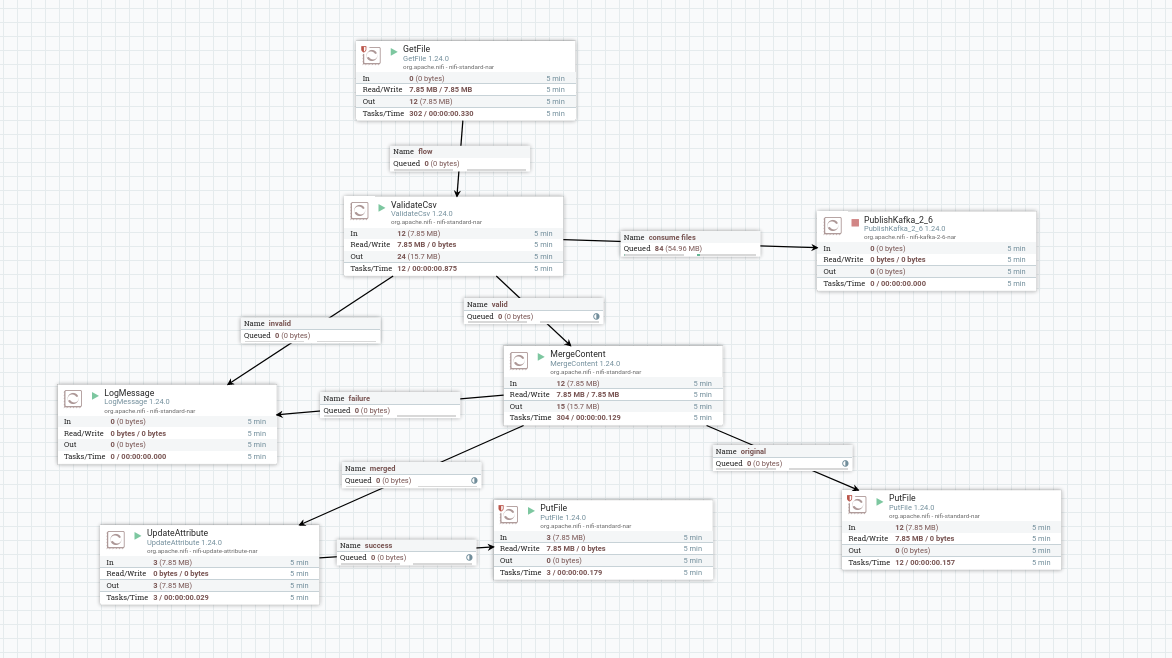 GetFile
GetFile 1.24.0
org.apache.nifi - nifi-standard-nar
In 0 (0 bytes) 5 min
Read/Write 7.85 MB / 7.85 MB 5 min
Out 12 (7.85 MB) 5 min
Tasks/Time 302 / 00:00:00.330 5 min
Name flow
Queued 0 (0 bytes)
ValidateCsv
ValidateCsv 1.24.0
org.apache.nifi - nifi-standard-nar
In 12 (7.85 MB) 5 min
Read/Write 7.85 MB / 0 bytes 5 min
Out 24 (15.7 MB) 5 min
Tasks/Time 12 / 00:00:00.875 5 min
Name consume files
Queued 84 (54.96 MB)
PublishKafka_2_6
PublishKafka_2_6 1.24.0
org.apache.nifi - nifi-kafka-2-6-nar
In 0 (0 bytes) 5 min
Read/Write 0 bytes / 0 bytes 5 min
Out 0 (0 bytes) 5 min
Tasks/Time 0 / 00:00:00.000 5 min
Name invalid
Queued 0 (0 bytes)
Name valid
Queued 0 (0 bytes)
MergeContent
MergeContent 1.24.0
org.apache.nifi - nifi-standard-nar
In 12 (7.85 MB) 5 min
Read/Write 7.85 MB / 7.85 MB 5 min
Out 15 (15.7 MB) 5 min
Tasks/Time 304 / 00:00:00.129 5 min
LogMessage
LogMessage 1.24.0
org.apache.nifi - nifi-standard-nar
In 0 (0 bytes) 5 min
Read/Write 0 bytes / 0 bytes 5 min
Out 0 (0 bytes) 5 min
Tasks/Time 0 / 00:00:00.000 5 min
Name failure
Queued 0 (0 bytes)
Name merged
Queued 0 (0 bytes)
Name original
Queued 0 (0 bytes)
UpdateAttribute
UpdateAttribute 1.24.0
org.apache.nifi - nifi-update-attribute-nar
In 3 (7.85 MB) 5 min
Read/Write 0 bytes / 0 bytes 5 min
Out 3 (7.85 MB) 5 min
Tasks/Time 3 / 00:00:00.029 5 min
Name success
Queued 0 (0 bytes)
PutFile
PutFile 1.24.0
org.apache.nifi - nifi-standard-nar
In 3 (7.85 MB) 5 min
Read/Write 7.85 MB / 0 bytes 5 min
Out 0 (0 bytes) 5 min
Tasks/Time 3 / 00:00:00.179 5 min
PutFile
PutFile 1.24.0
org.apache.nifi - nifi-standard-nar
In 12 (7.85 MB) 5 min
Read/Write 7.85 MB / 0 bytes 5 min
Out 0 (0 bytes) 5 min
Tasks/Time 12 / 00:00:00.157 5 min